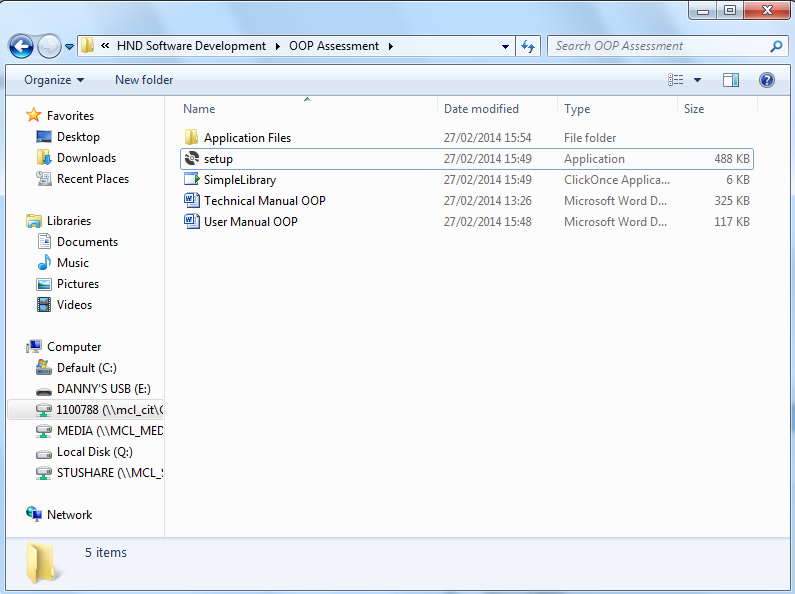 « HND Software Development ▸ OOP Assessment ▸
Search OOP Assessment
Organize New folder
Name Date modified Type Size
Application Files 27/02/2014 15:54 File folder
setup 27/02/2014 15:49 Application 488 KB
SimpleLibrary 27/02/2014 15:49 ClickOnce Applica... 6 KB
Technical Manual OOP 27/02/2014 13:26 Microsoft Word D... 325 KB
User Manual OOP 27/02/2014 15:48 Microsoft Word D... 117 KB
Favorites
Desktop
Downloads
Recent Places
Libraries
Documents
Music
Pictures
Videos
Computer
Default (C:)
DANNY'S USB (E:)
1100788 (\\mcl_cit\
MEDIA (\\MCL_MED
Local Disk (Q:)
STUSHARE (\\MCL_
Network
5 items